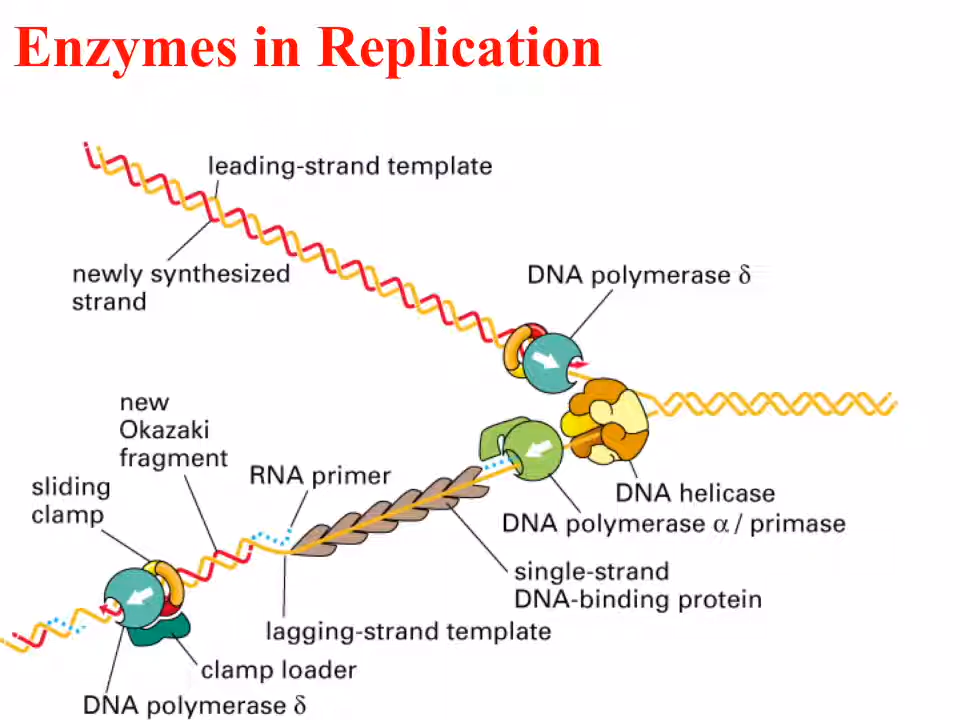 Enzymes in Replication
leading-strand template
newly synthesized
strand
DNA polymerase δ
new
Okazaki
fragment
RNA primer
sliding
clamp
DNA helicase
DNA polymerase α / primase
single-strand
DNA-binding protein
lagging-strand template
clamp loader
DNA polymerase δ